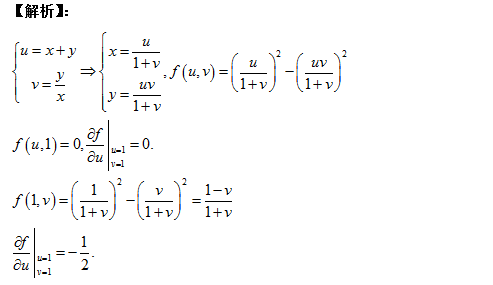 【解析】:
{ u = x + y, v = y/x ⇒ { x = u/(1+v), y = uv/(1+v) , f(u,v) = (u/(1+v))² − (uv/(1+v))²
f(u,1) = 0, ∂f/∂u |u=1 v=1 = 0.
f(1,v) = (1/(1+v))² − (v/(1+v))² = (1−v)/(1+v)
∂f/∂u |u=1 v=1 = −1/2.